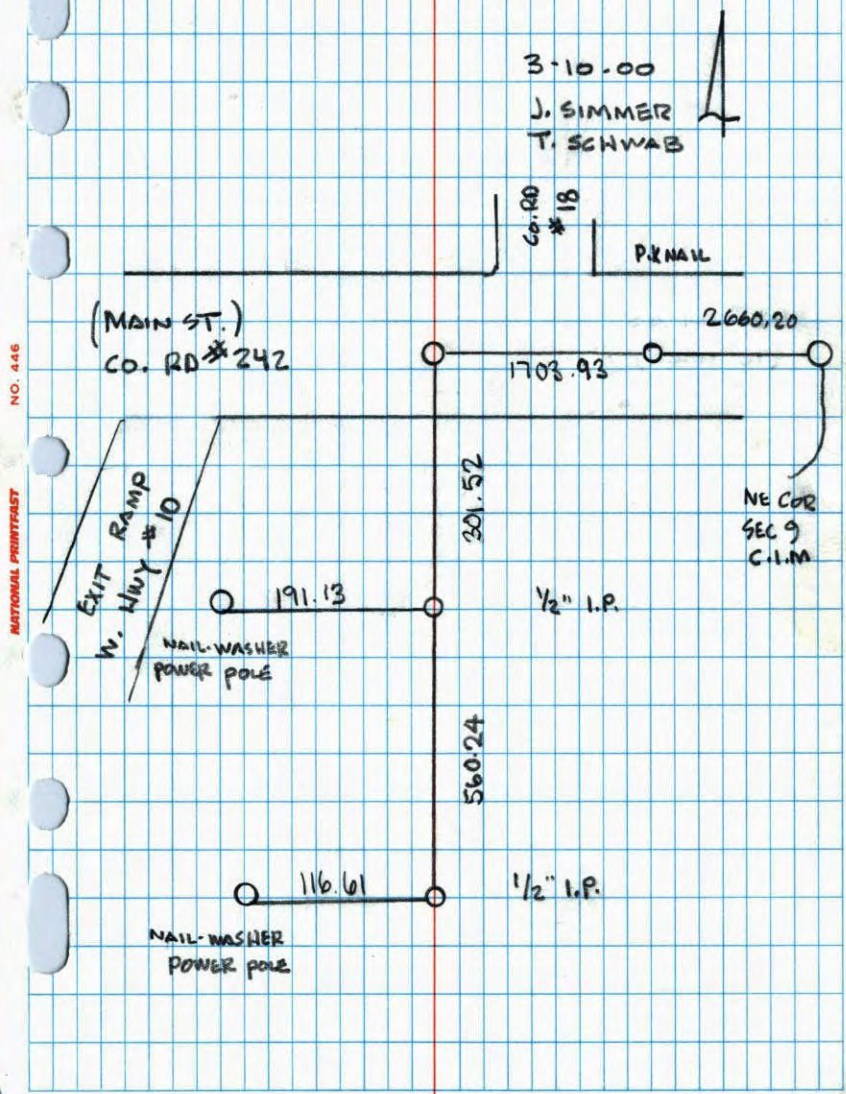 3-10-00
J. SIMMER
T. SCHWAB
CO. RD
# 18
P.K NAIL
(MAIN ST.)
CO. RD # 242
2660.20
1703.93
NO. 446
NATIONAL PRINTFAST
301.52
EXIT RAMP
W. HWY #10
NE COR
SEC 9
C.I.M
191.13
1/2" I.P.
NAIL-WASHER
POWER POLE
560.24
116.61
1/2" I.P.
NAIL-WASHER
POWER POLE